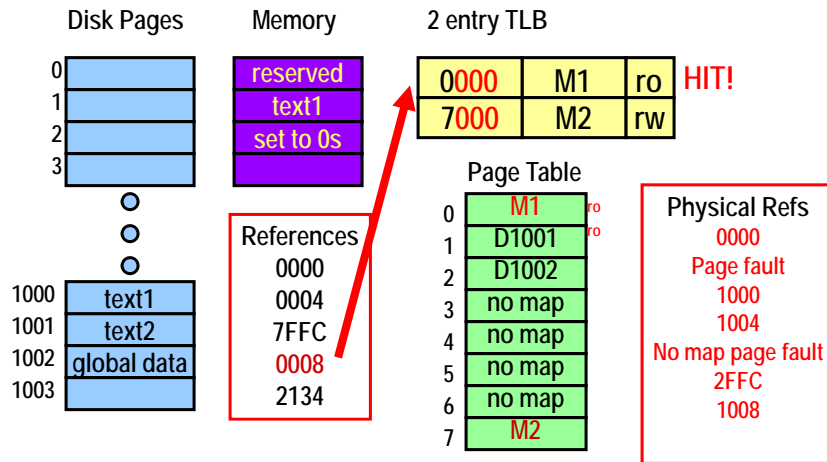 Disk Pages
0
1
2
3
1000 text1
1001 text2
1002 global data
1003
Memory
reserved
text1
set to 0s
References
0000
0004
7FFC
0008
2134
2 entry TLB
0000 M1 ro HIT!
7000 M2 rw
Page Table
0 M1 ro
1 D1001 ro
2 D1002
3 no map
4 no map
5 no map
6 no map
7 M2
Physical Refs
0000
Page fault
1000
1004
No map page fault
2FFC
1008